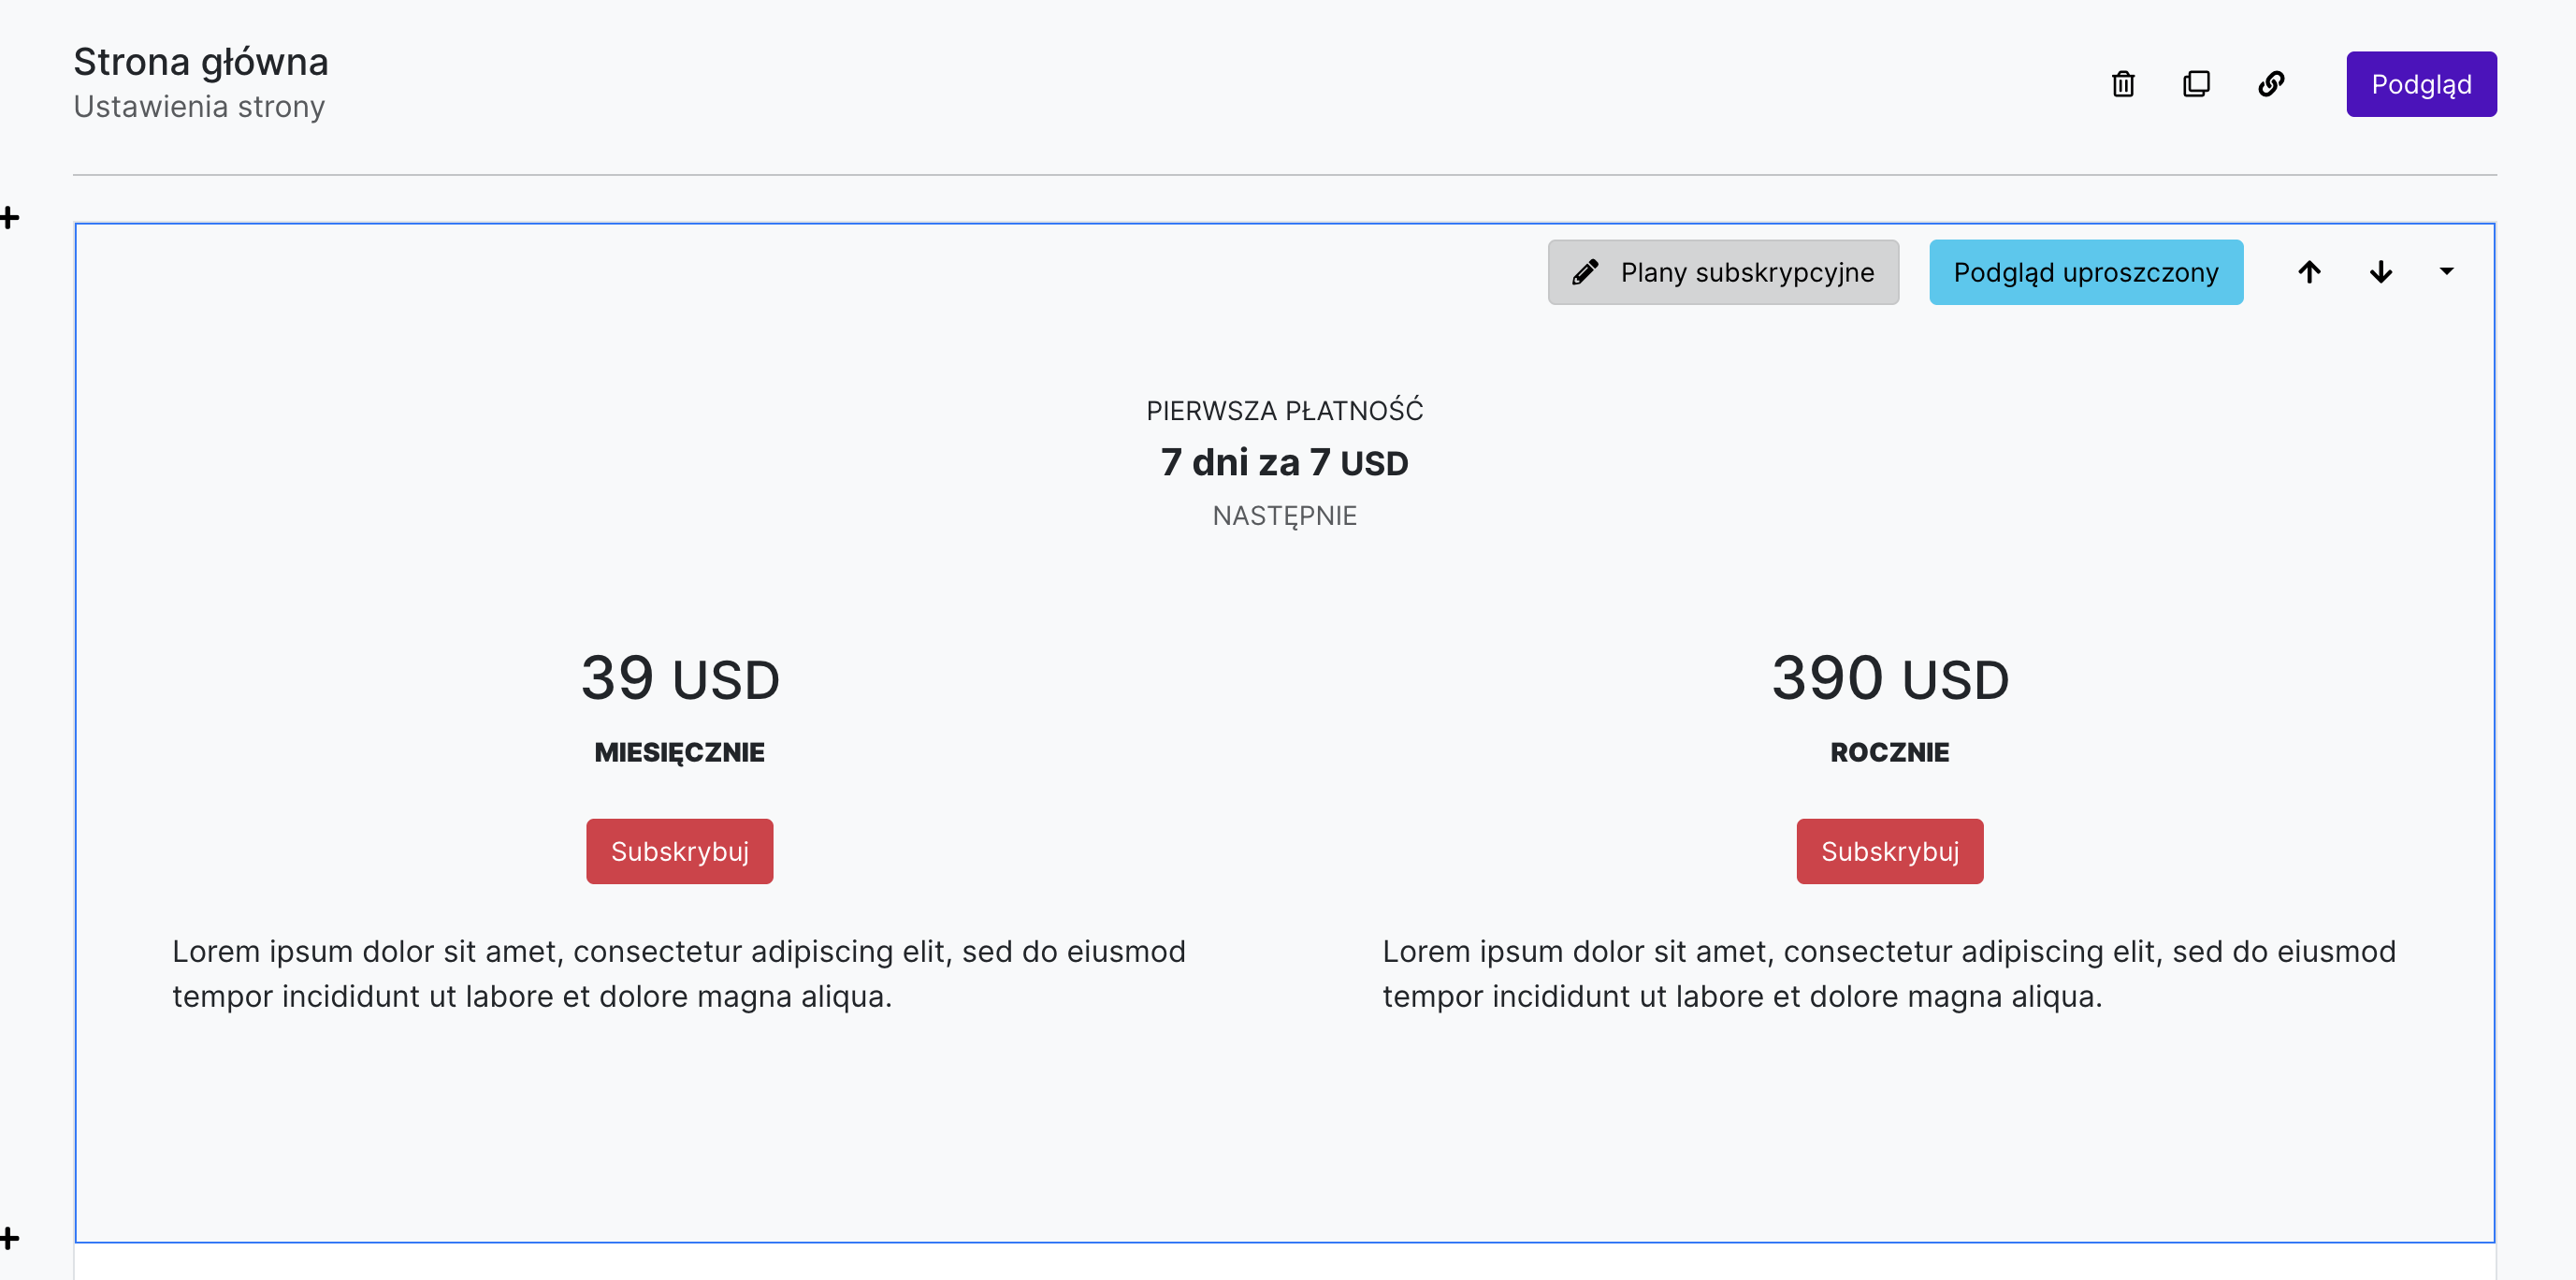 Strona główna
Ustawienia strony
Podgląd
Plany subskrypcyjne
Podgląd uproszczony
PIERWSZA PŁATNOŚĆ
7 dni za 7 USD
NASTĘPNIE
39 USD
MIESIĘCZNIE
Subskrybuj
Lorem ipsum dolor sit amet, consectetur adipiscing elit, sed do eiusmod
tempor incididunt ut labore et dolore magna aliqua.
390 USD
ROCZNIE
Subskrybuj
Lorem ipsum dolor sit amet, consectetur adipiscing elit, sed do eiusmod
tempor incididunt ut labore et dolore magna aliqua.